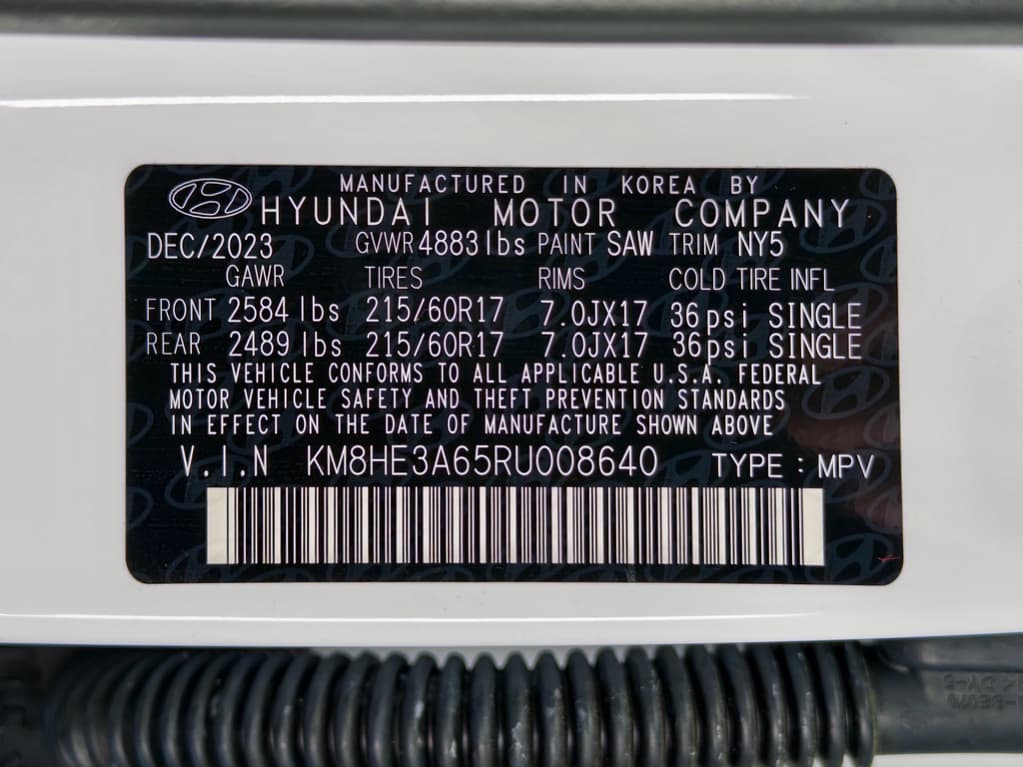 MANUFACTURED IN KOREA BY
HYUNDAI MOTOR COMPANY
DEC/2023 GVWR 4883 lbs PAINT SAW TRIM NY5
GAWR TIRES RIMS COLD TIRE INFL
FRONT 2584 lbs 215/60R17 7.0JX17 36psi SINGLE
REAR 2489 lbs 215/60R17 7.0JX17 36psi SINGLE
THIS VEHICLE CONFORMS TO ALL APPLICABLE U.S.A. FEDERAL
MOTOR VEHICLE SAFETY AND THEFT PREVENTION STANDARDS
IN EFFECT ON THE DATE OF MANUFACTURE SHOWN ABOVE
V.I.N KM8HE3A65RU008640 TYPE : MPV